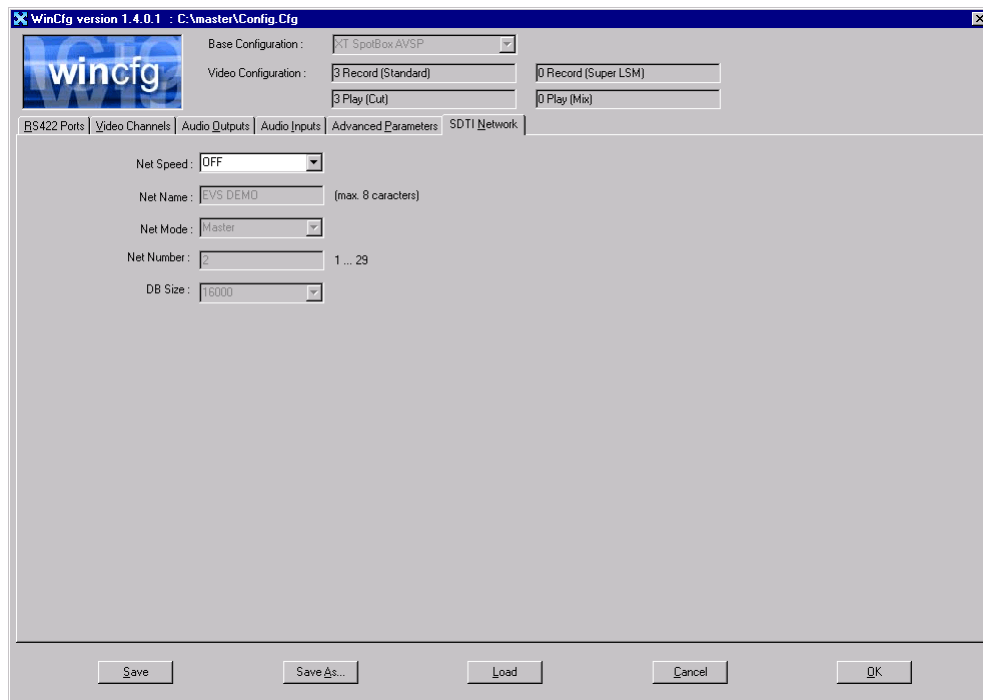 WinCfg version 1.4.0.1 : C:\master\Config.Cfg
wincfg
Base Configuration : XT SpotBox AVSP
Video Configuration : 3 Record (Standard) 0 Record (Super LSM)
3 Play (Cut) 0 Play (Mix)
RS422 Ports Video Channels Audio Outputs Audio Inputs Advanced Parameters SDTI Network
Net Speed : OFF
Net Name : EVS DEMO (max. 8 caracters)
Net Mode : Master
Net Number : 2 1 ... 29
DB Size : 16000
Save Save As... Load Cancel OK